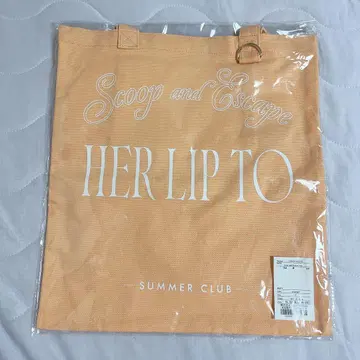 Scoop and Escape
HER LIP TO
- SUMMER CLUB -